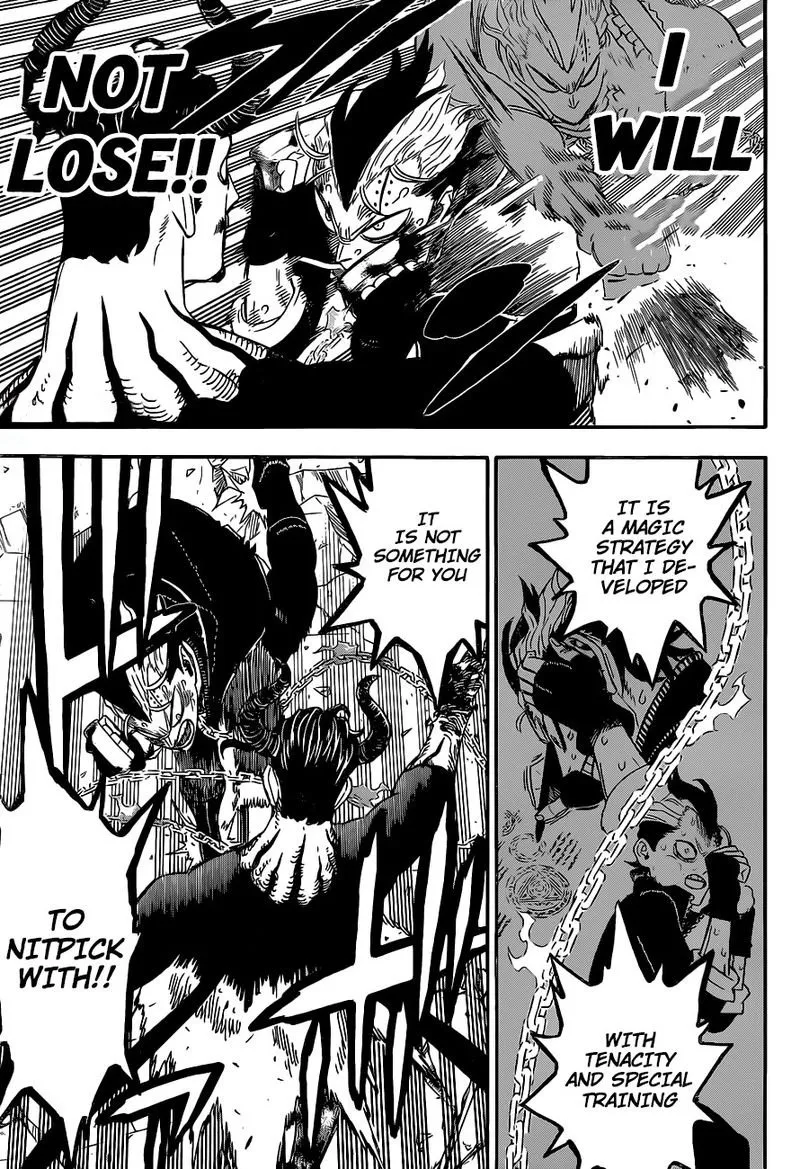 I
WILL
NOT
LOSE!!
IT IS
A MAGIC
STRATEGY
THAT I DE-
VELOPED
WITH
TENACITY
AND SPECIAL
TRAINING
IT
IS NOT
SOMETHING
FOR YOU
TO
NITPICK
WITH!!